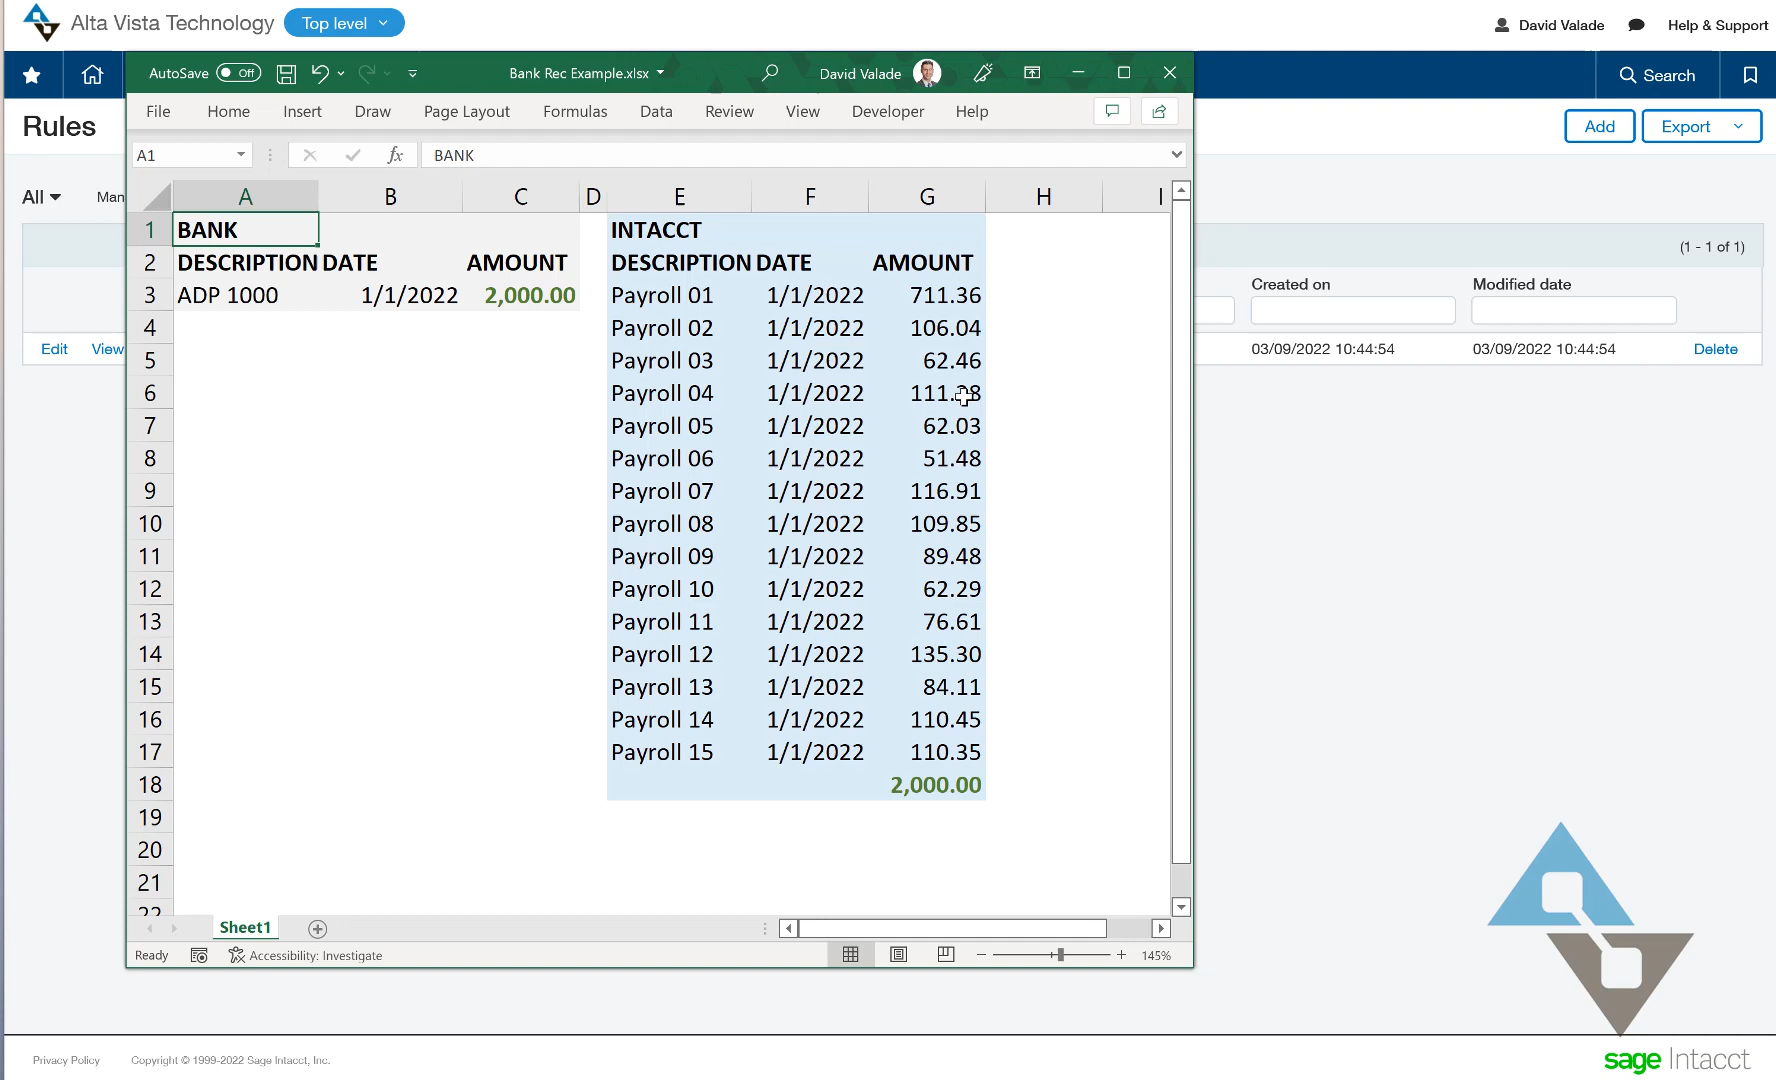 Alta Vista Technology Top level David Valade Help & Support
AutoSave Off Bank Rec Example.xlsx David Valade Search
File Home Insert Draw Page Layout Formulas Data Review View Developer Help
Rules Add Export
A1 fx BANK
All Man
A B C D E F G H I
1 BANK INTACCT
2 DESCRIPTION DATE AMOUNT DESCRIPTION DATE AMOUNT
3 ADP 1000 1/1/2022 2,000.00 Payroll 01 1/1/2022 711.36
4 Payroll 02 1/1/2022 106.04
5 Payroll 03 1/1/2022 62.46
6 Payroll 04 1/1/2022
7 Payroll 05 1/1/2022 62.03
8 Payroll 06 1/1/2022 51.48
9 Payroll 07 1/1/2022 116.91
10 Payroll 08 1/1/2022 109.85
11 Payroll 09 1/1/2022 89.48
12 Payroll 10 1/1/2022 62.29
13 Payroll 11 1/1/2022 76.61
14 Payroll 12 1/1/2022 135.30
15 Payroll 13 1/1/2022 84.11
16 Payroll 14 1/1/2022 110.45
17 Payroll 15 1/1/2022 110.35
18 2,000.00
19
20
21
22
(1 - 1 of 1)
Created on Modified date
Edit View 03/09/2022 10:44:54 03/09/2022 10:44:54 Delete
Sheet1
Ready Accessibility: Investigate 145%
Privacy Policy Copyright © 1999-2022 Sage Intacct, Inc. sage Intacct